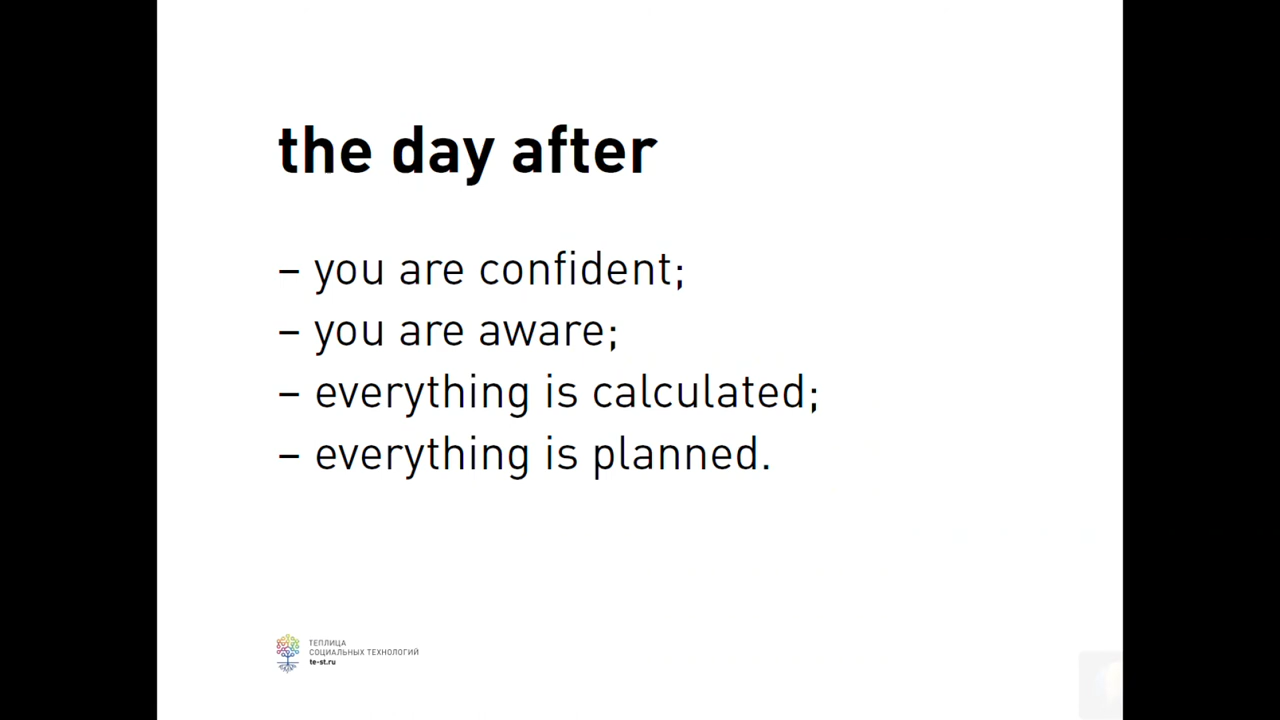 the day after
– you are confident;
– you are aware;
– everything is calculated;
– everything is planned.
ТЕПЛИЦА
СОЦИАЛЬНЫХ ТЕХНОЛОГИЙ
te-st.ru